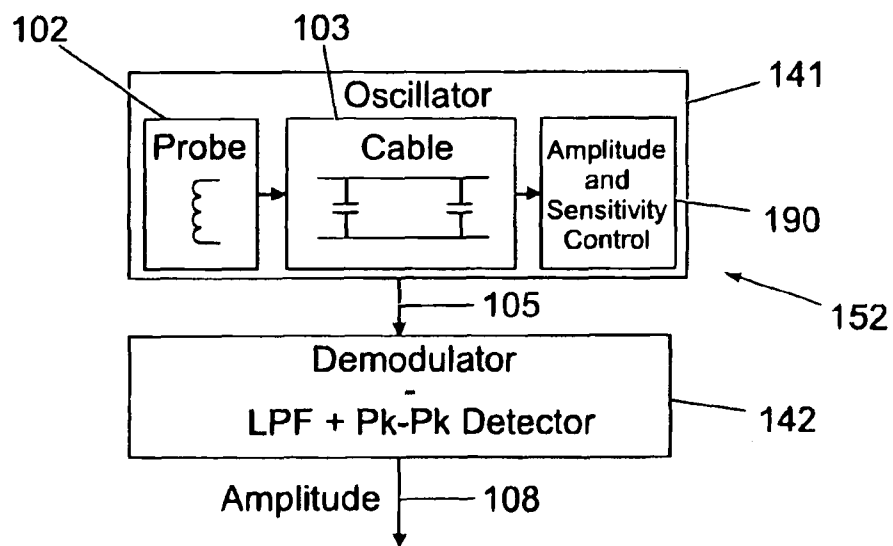 102
103
141
Oscillator
Probe
Cable
Amplitude
and
Sensitivity
Control
190
105
152
Demodulator
-
LPF + Pk-Pk Detector
142
Amplitude
108